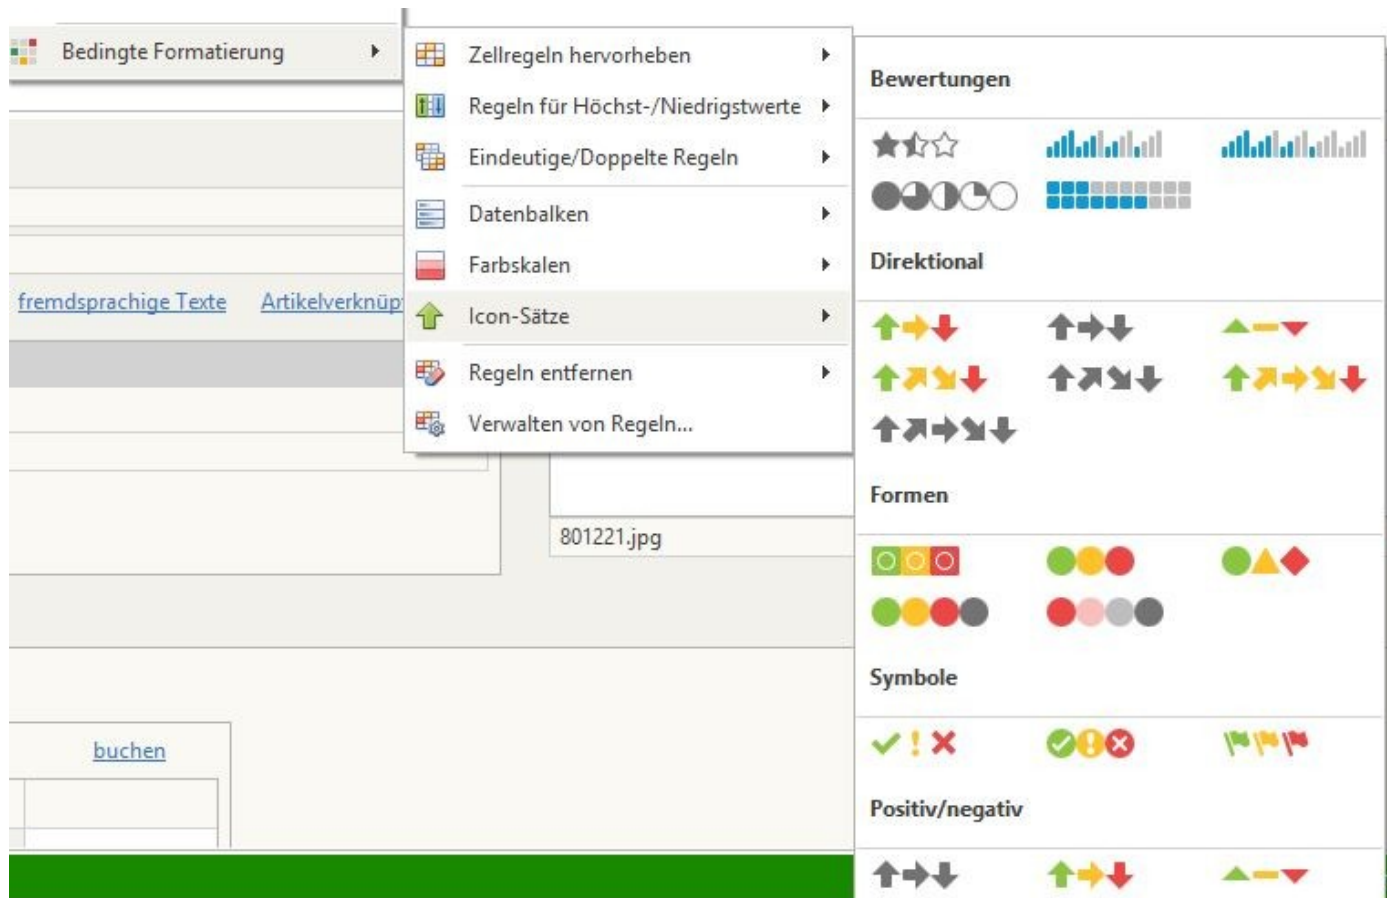 Bedingte Formatierung
Zellregeln hervorheben
Regeln für Höchst-/Niedrigstwerte
Eindeutige/Doppelte Regeln
Datenbalken
Farbskalen
Icon-Sätze
Regeln entfernen
Verwalten von Regeln...
Bewertungen
Direktional
Formen
Symbole
Positiv/negativ
fremdsprachige Texte
Artikelverknüp
801221.jpg
buchen